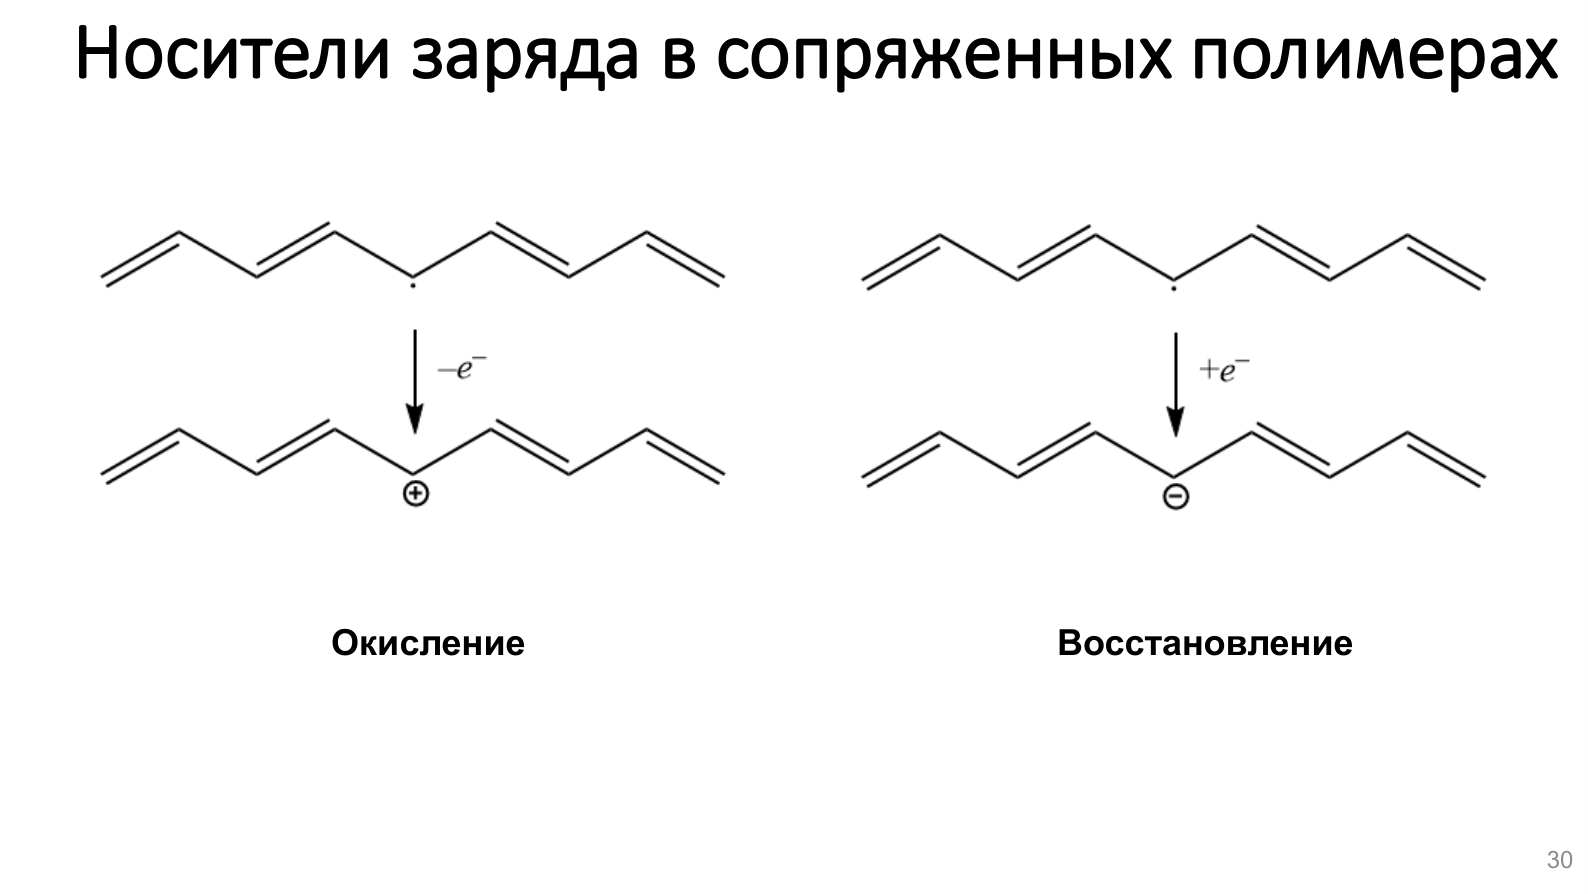 Носители заряда в сопряженных полимерах
–e⁻
+e⁻
⊕
⊖
Окисление
Восстановление
30